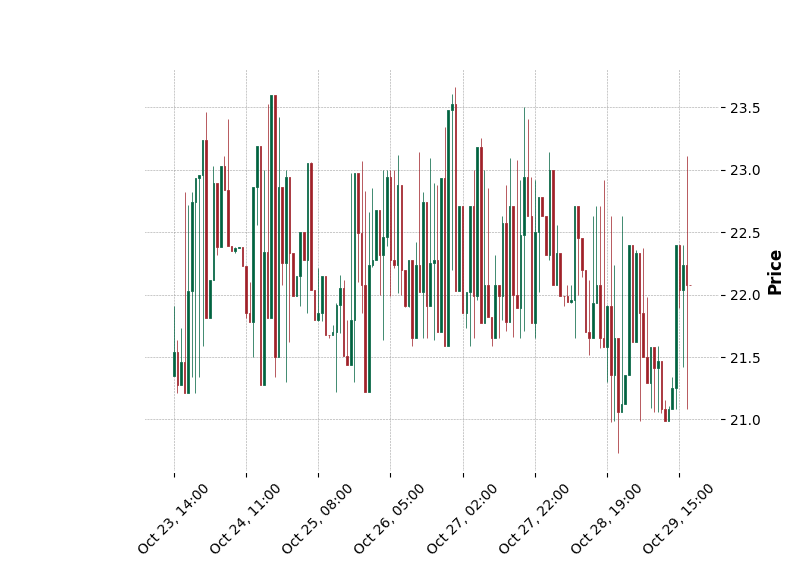 23.5
23.0
22.5
22.0
21.5
21.0
Price
Oct 23, 14:00
Oct 24, 11:00
Oct 25, 08:00
Oct 26, 05:00
Oct 27, 02:00
Oct 27, 22:00
Oct 28, 19:00
Oct 29, 15:00